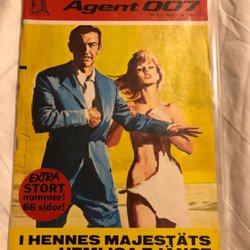 Agent 007
EXTRA
STORT
nummer!
68 sidor!
I HENNES MAJESTÄTS